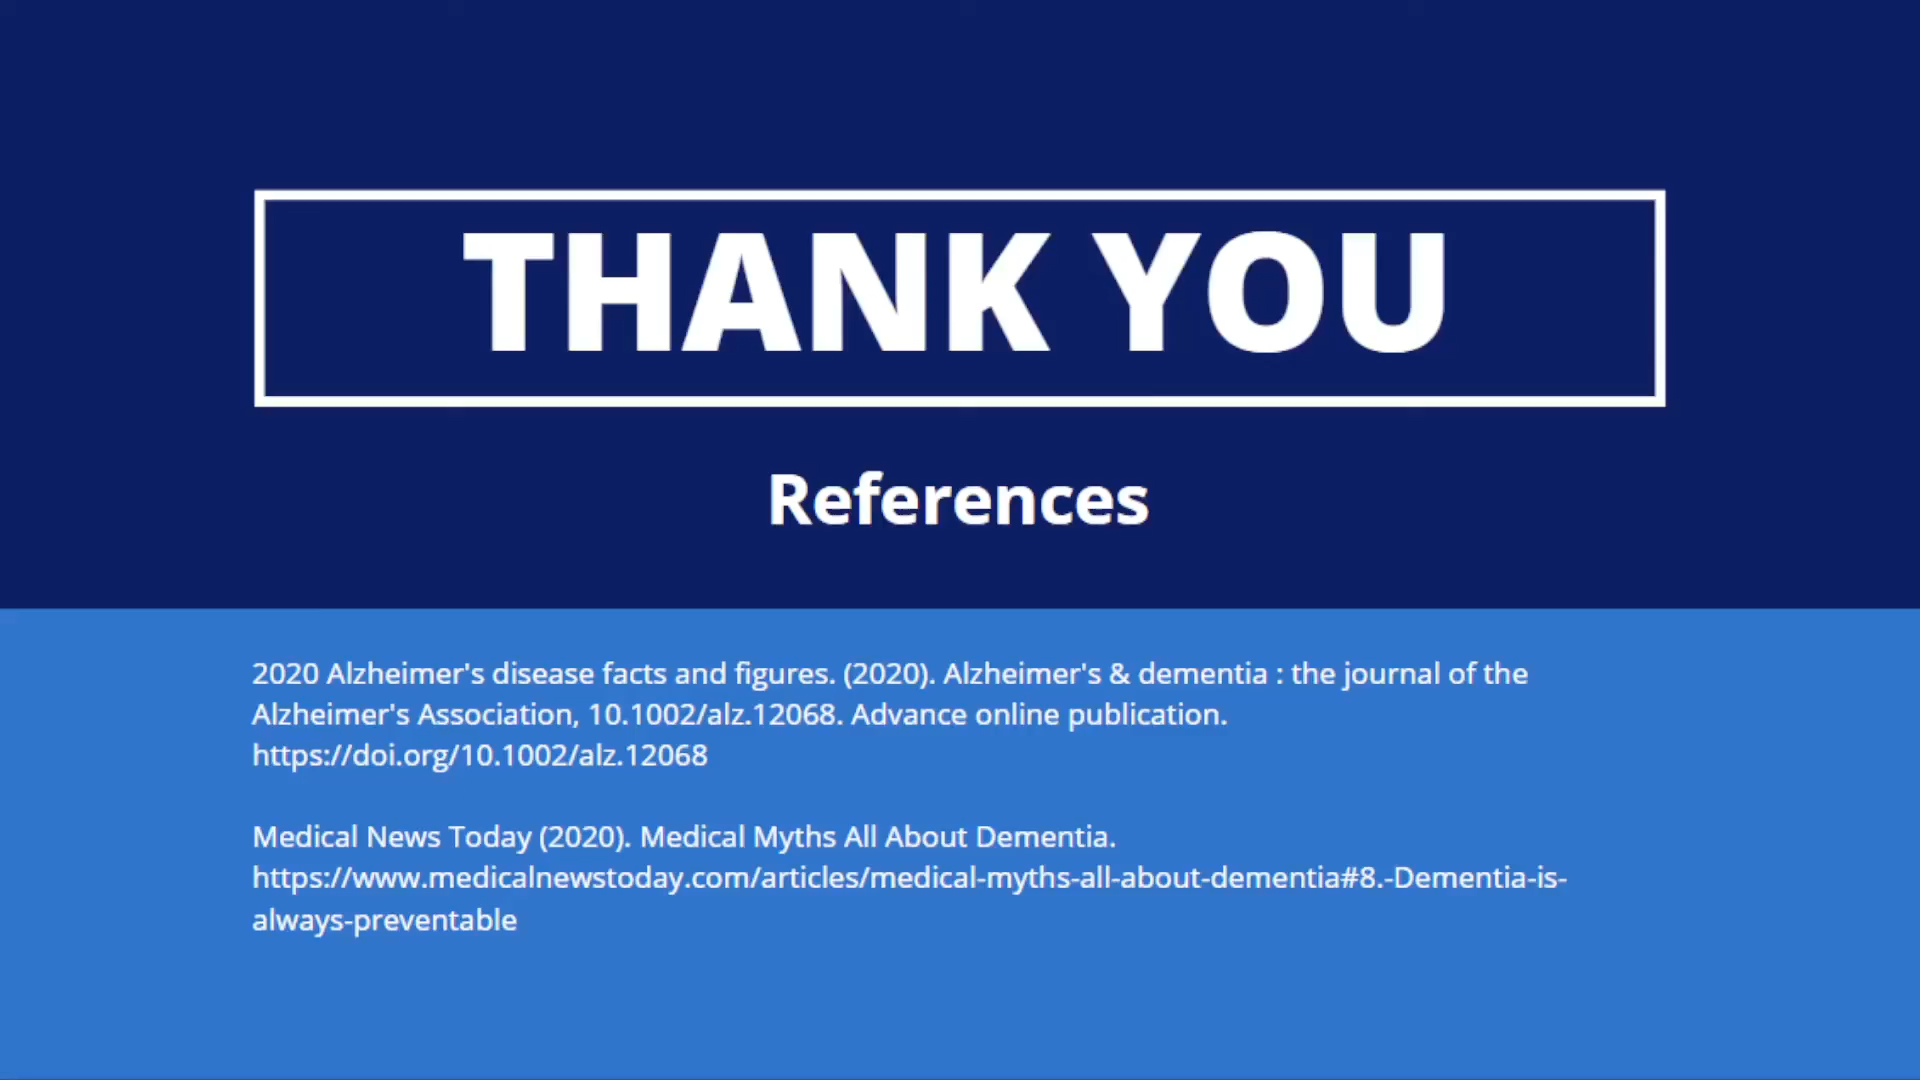 THANK YOU
References
2020 Alzheimer's disease facts and figures. (2020). Alzheimer's & dementia : the journal of the
Alzheimer's Association, 10.1002/alz.12068. Advance online publication.
https://doi.org/10.1002/alz.12068
Medical News Today (2020). Medical Myths All About Dementia.
https://www.medicalnewstoday.com/articles/medical-myths-all-about-dementia#8.-Dementia-is-
always-preventable